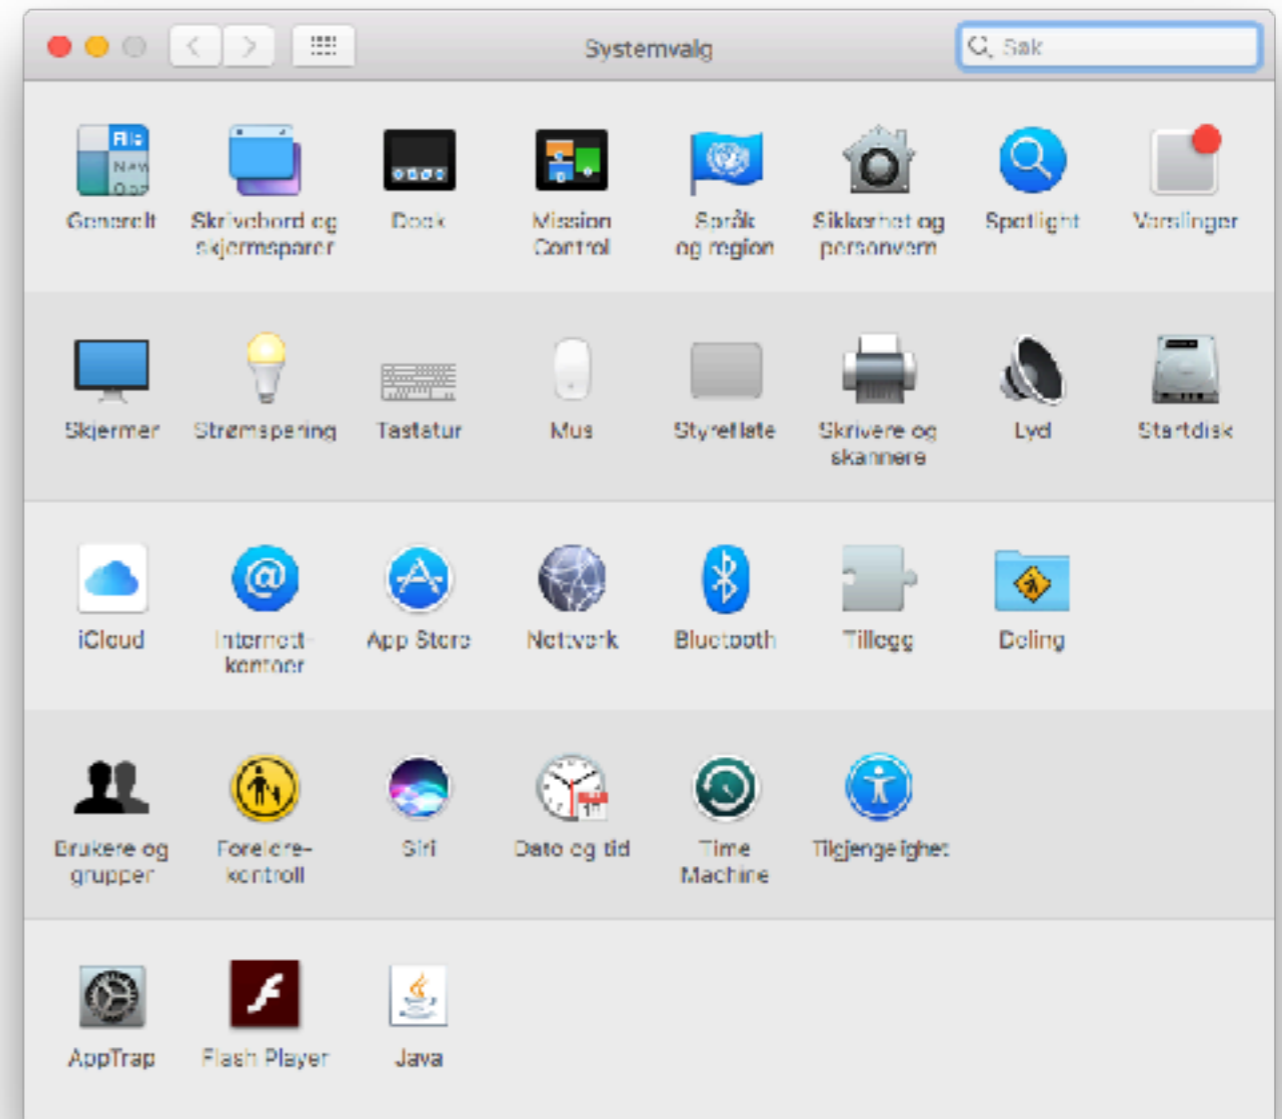 Systemvalg
Søk
Generelt
Skrivebord og
skjermsparer
Dock
Mission
Control
Språk
og region
Sikkerhet og
personvern
Spotlight
Varslinger
Skjermer
Strømsparing
Tastatur
Mus
Styreflate
Skrivere og
skannere
Lyd
Startdisk
iCloud
Internett-
kontoer
App Store
Nettverk
Bluetooth
Tillegg
Deling
Brukere og
grupper
Foreldre-
kontroll
Siri
Dato og tid
Time
Machine
Tilgjengelighet
AppTrap
Flash Player
Java